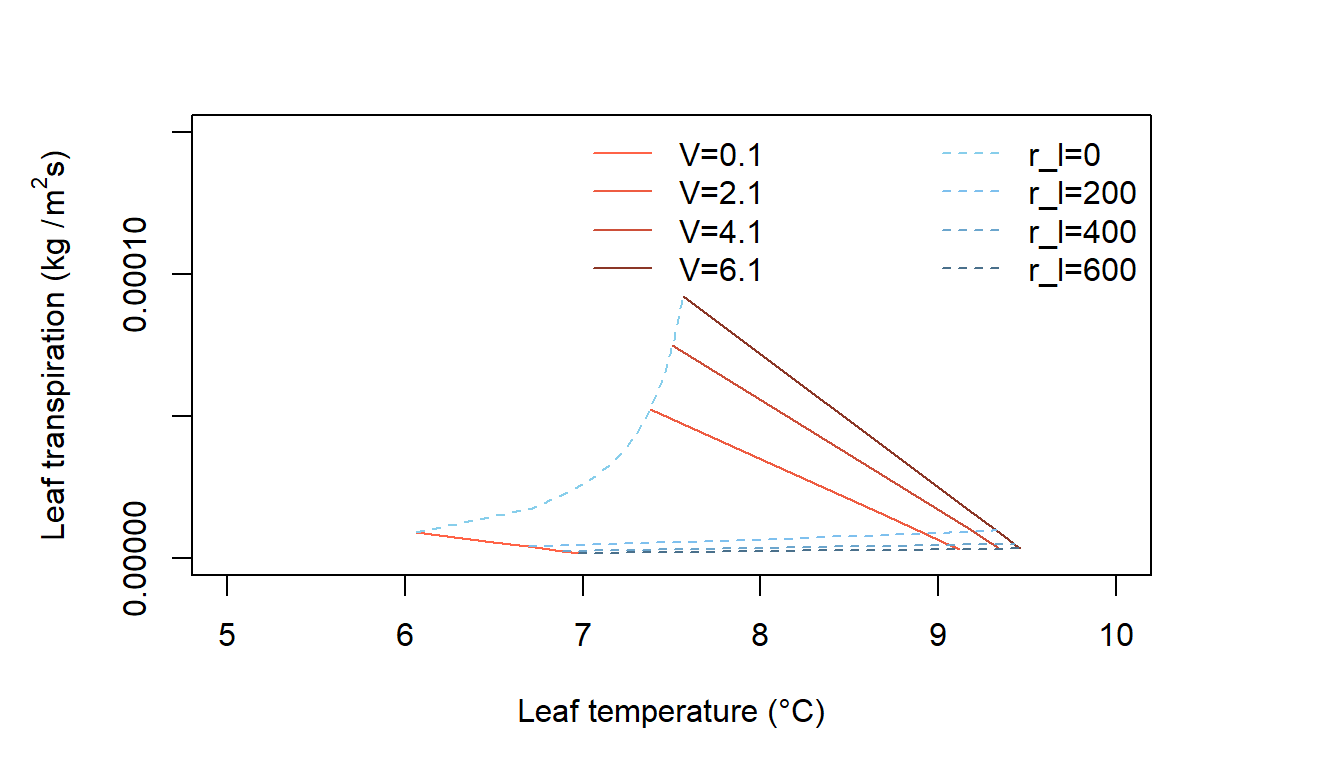 V=0.1 r_l=0
V=2.1 r_l=200
V=4.1 r_l=400
V=6.1 r_l=600
Leaf transpiration (kg /m²s)
0.00010
0.00000
5 6 7 8 9 10
Leaf temperature (°C)